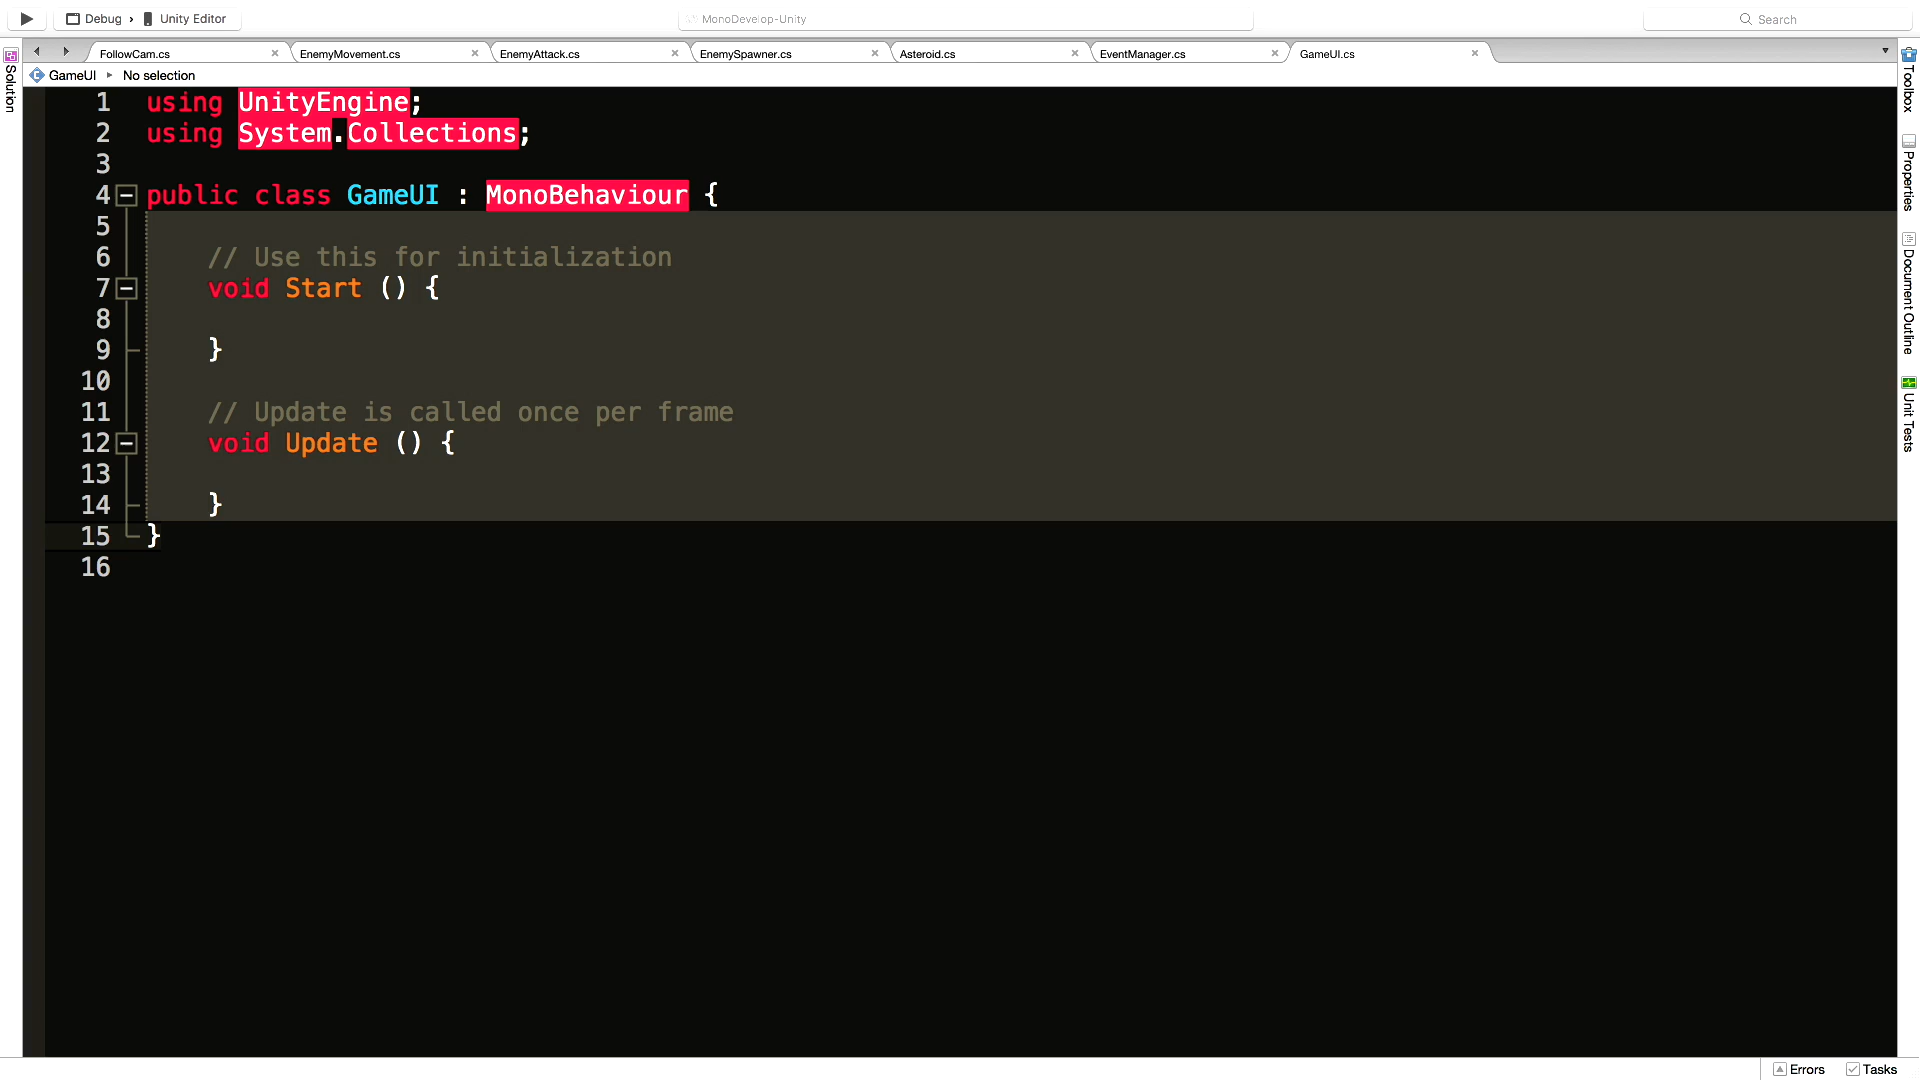 Debug › Unity Editor
MonoDevelop-Unity
Search
FollowCam.cs
EnemyMovement.cs
EnemyAttack.cs
EnemySpawner.cs
Asteroid.cs
EventManager.cs
GameUI.cs
GameUI ▸ No selection
Solution
Toolbox
Properties
Document Outline
Unit Tests
1 using UnityEngine;
2 using System.Collections;
3
4 public class GameUI : MonoBehaviour {
5
6 // Use this for initialization
7 void Start () {
8
9 }
10
11 // Update is called once per frame
12 void Update () {
13
14 }
15 }
16
Errors
Tasks